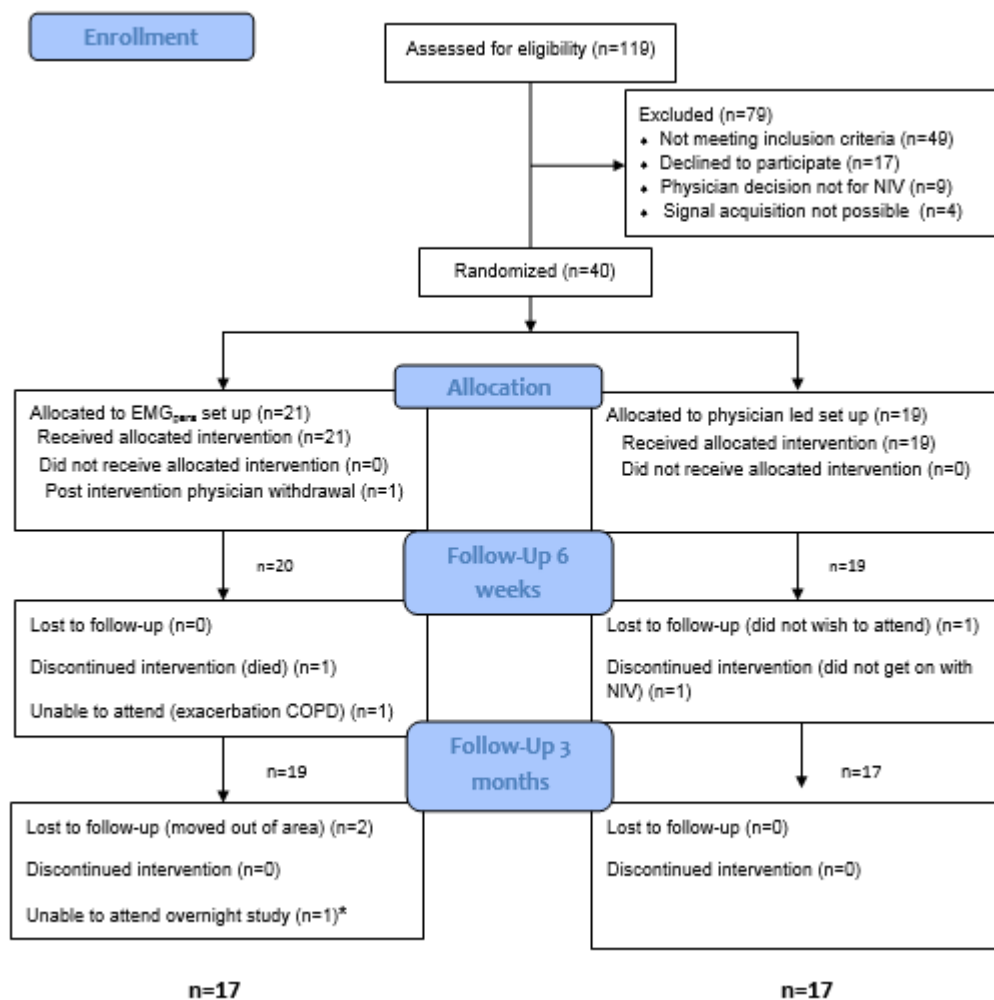 Enrollment
Assessed for eligibility (n=119)
Excluded (n=79)
♦ Not meeting inclusion criteria (n=49)
♦ Declined to participate (n=17)
♦ Physician decision not for NIV (n=9)
♦ Signal acquisition not possible (n=4)
Randomized (n=40)
Allocation
Allocated to EMGpara set up (n=21)
Received allocated intervention (n=21)
Did not receive allocated intervention (n=0)
Post intervention physician withdrawal (n=1)
Allocated to physician led set up (n=19)
Received allocated intervention (n=19)
Did not receive allocated intervention (n=0)
n=20
Follow-Up 6
weeks
n=19
Lost to follow-up (n=0)
Discontinued intervention (died) (n=1)
Unable to attend (exacerbation COPD) (n=1)
Lost to follow-up (did not wish to attend) (n=1)
Discontinued intervention (did not get on with
NIV) (n=1)
n=19
Follow-Up 3
months
n=17
Lost to follow-up (moved out of area) (n=2)
Discontinued intervention (n=0)
Unable to attend overnight study (n=1)*
Lost to follow-up (n=0)
Discontinued intervention (n=0)
n=17
n=17